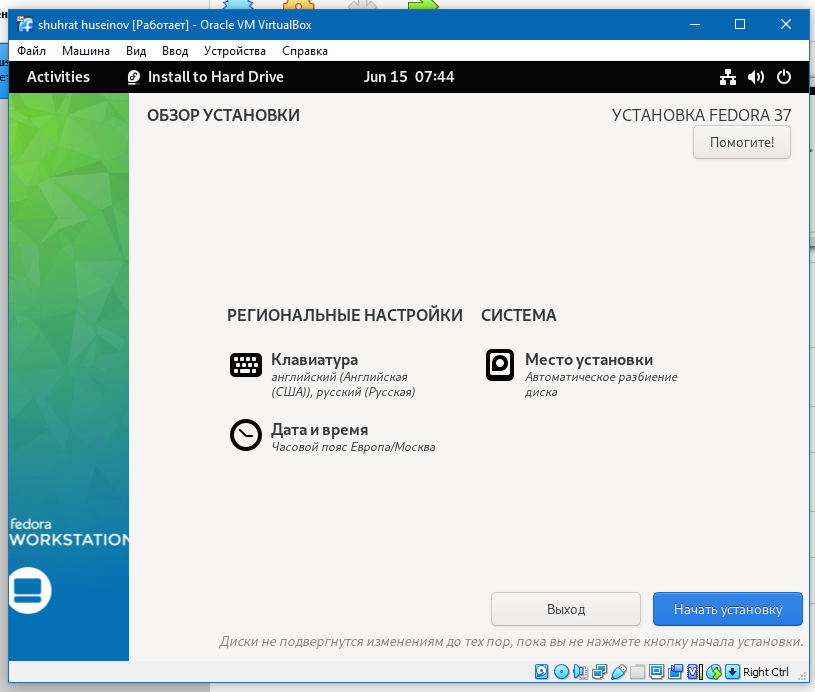 shuhrat huseinov [Работает] - Oracle VM VirtualBox
Файл Машина Вид Ввод Устройства Справка
Activities Install to Hard Drive Jun 15 07:44
ОБЗОР УСТАНОВКИ
УСТАНОВКА FEDORA 37
Помогите!
РЕГИОНАЛЬНЫЕ НАСТРОЙКИ
Клавиатура
английский (Английская
(США)), русский (Русская)
Дата и время
Часовой пояс Европа/Москва
СИСТЕМА
Место установки
Автоматическое разбиение
диска
fedora
WORKSTATION
Выход
Начать установку
Диски не подвергнутся изменениям до тех пор, пока вы не нажмете кнопку начала установки.
Right Ctrl